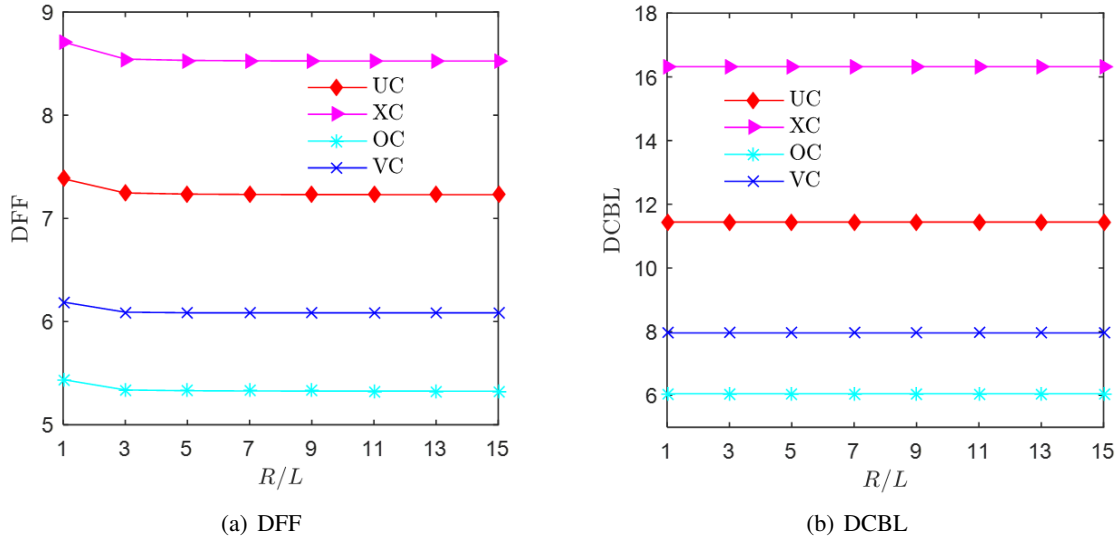 9
8
7
6
5
DFF
UC
XC
OC
VC
1 3 5 7 9 11 13 15
R/L
(a) DFF
18
16
14
12
10
8
6
DCBL
UC
XC
OC
VC
1 3 5 7 9 11 13 15
R/L
(b) DCBL